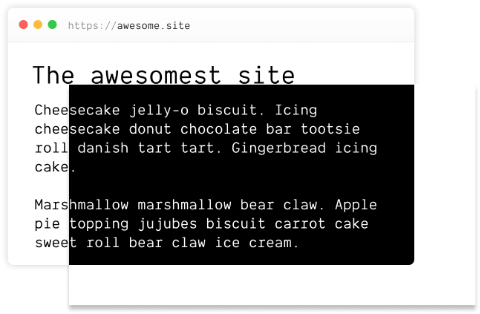 https://awesome.site
The awesomest site
Cheesecake jelly-o biscuit. Icing
cheesecake donut chocolate bar tootsie
roll danish tart tart. Gingerbread icing
cake.
Marshmallow marshmallow bear claw. Apple
pie topping jujubes biscuit carrot cake
sweet roll bear claw ice cream.